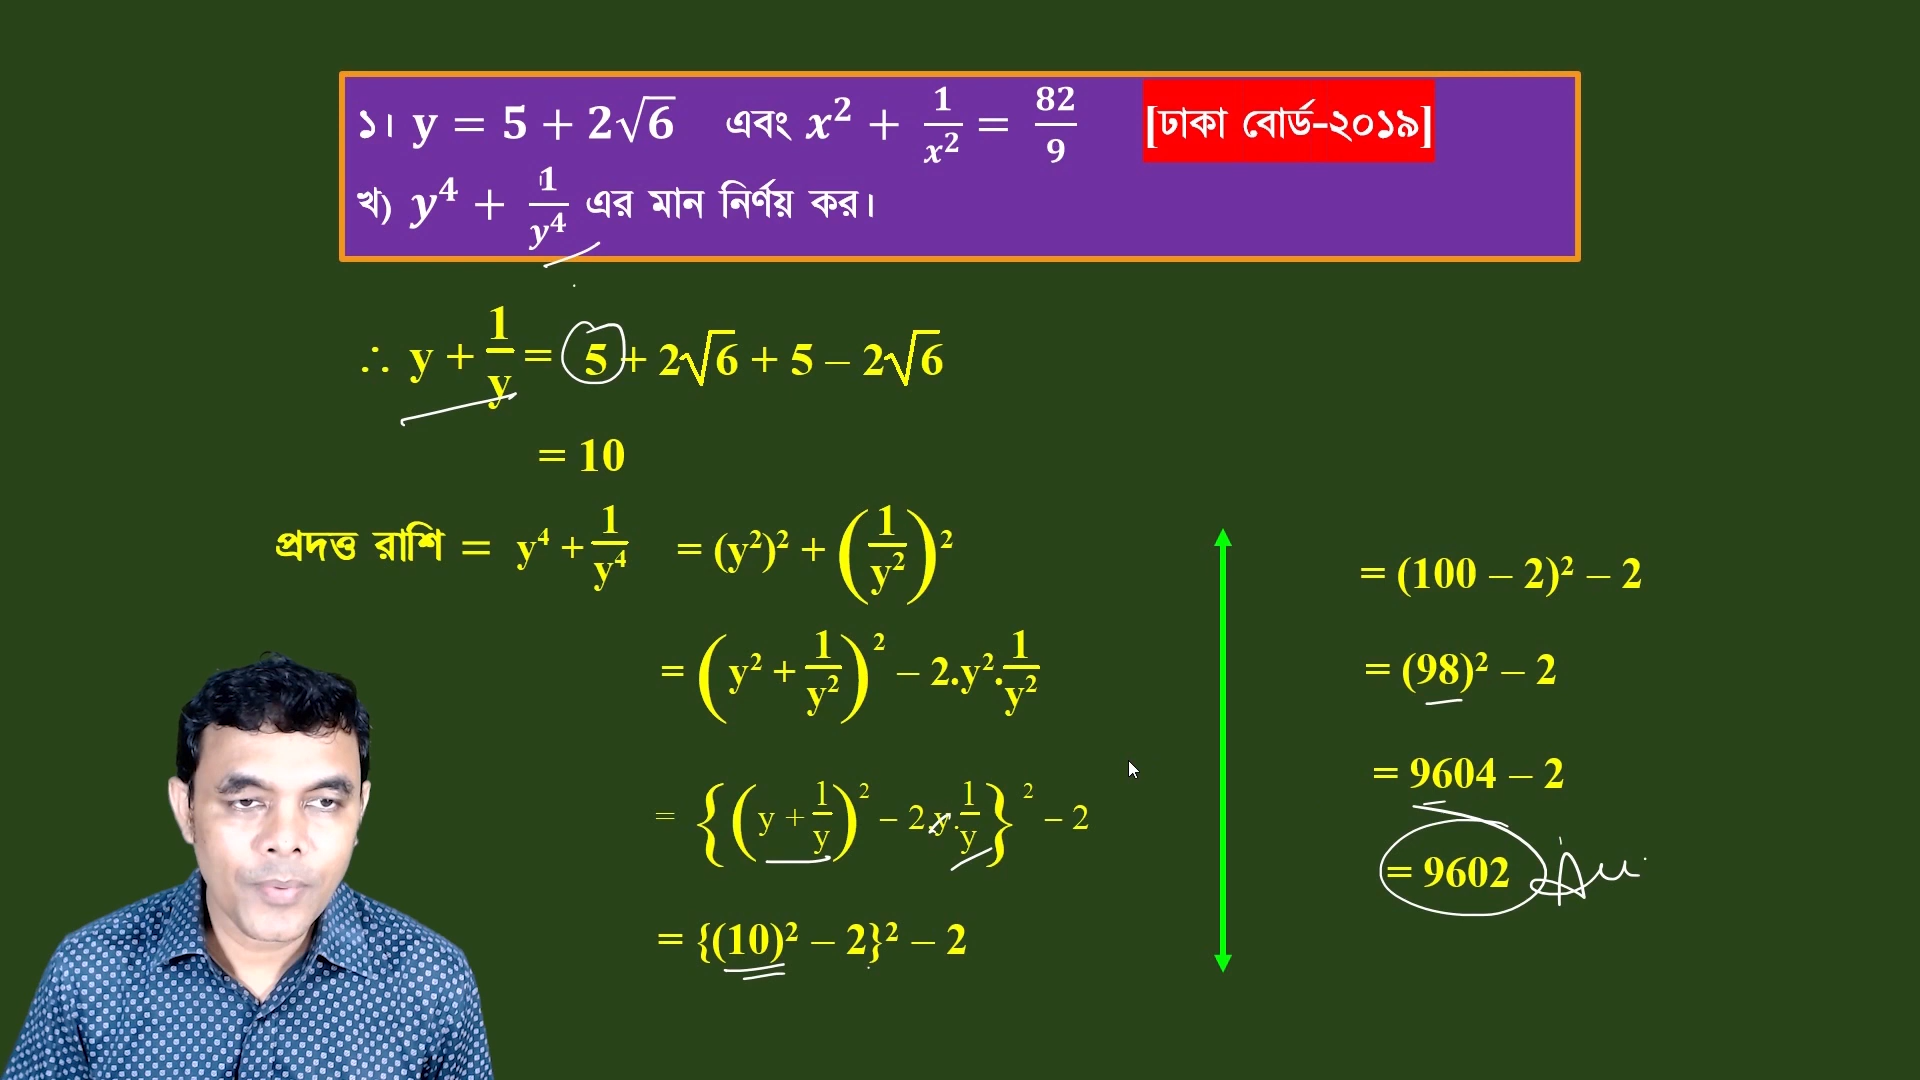 ১। y = 5 + 2√6 এবং x² + 1/x² = 82/9 [ঢাকা বোর্ড-২০১৯]
খ) y⁴ + 1/y⁴ এর মান নির্ণয় কর।
∴ y + 1/y = 5 + 2√6 + 5 – 2√6
= 10
প্রদত্ত রাশি = y⁴ + 1/y⁴ = (y²)² + (1/y²)²
= (y² + 1/y²)² – 2.y².1/y²
= {(y + 1/y)² – 2.y.1/y}² – 2
= {(10)² – 2}² – 2
= (100 – 2)² – 2
= (98)² – 2
= 9604 – 2
= 9602